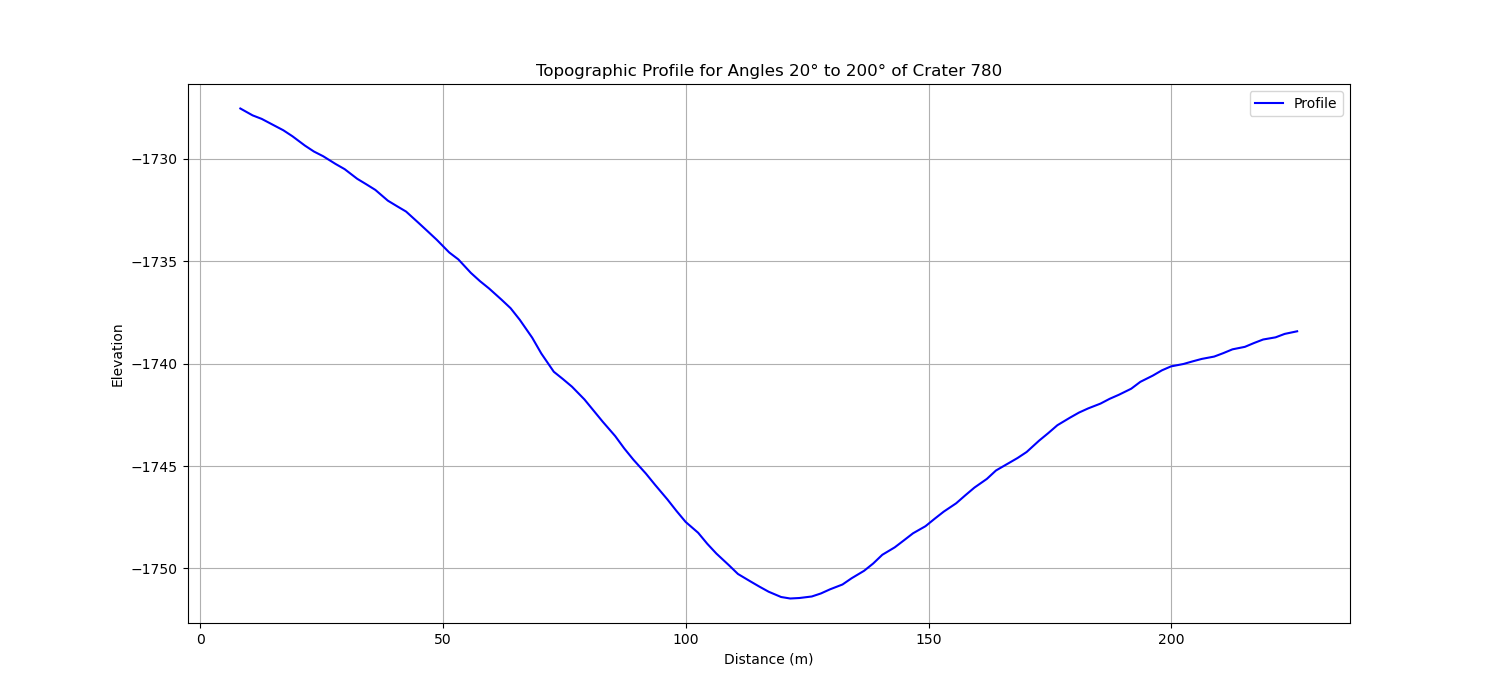 Topographic Profile for Angles 20° to 200° of Crater 780
Profile
−1730
−1735
−1740
−1745
−1750
Elevation
0 50 100 150 200
Distance (m)